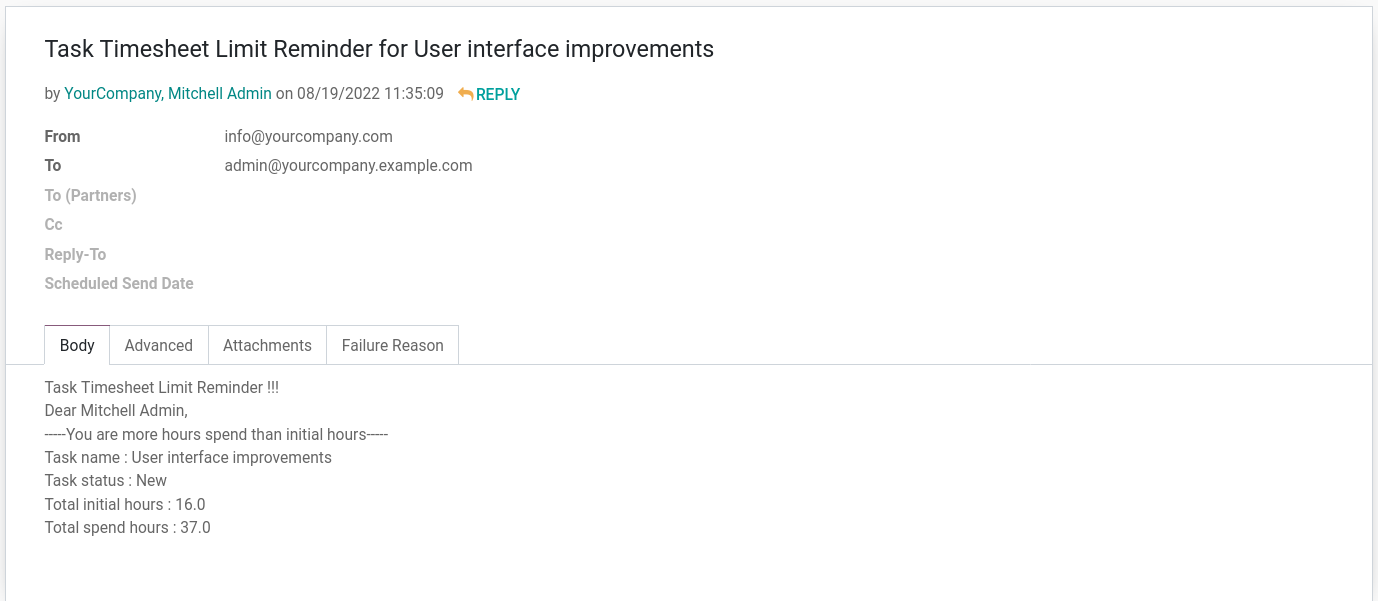 Task Timesheet Limit Reminder for User interface improvements
by YourCompany, Mitchell Admin on 08/19/2022 11:35:09 REPLY
From info@yourcompany.com
To admin@yourcompany.example.com
To (Partners)
Cc
Reply-To
Scheduled Send Date
Body Advanced Attachments Failure Reason
Task Timesheet Limit Reminder !!!
Dear Mitchell Admin,
-----You are more hours spend than initial hours-----
Task name : User interface improvements
Task status : New
Total initial hours : 16.0
Total spend hours : 37.0